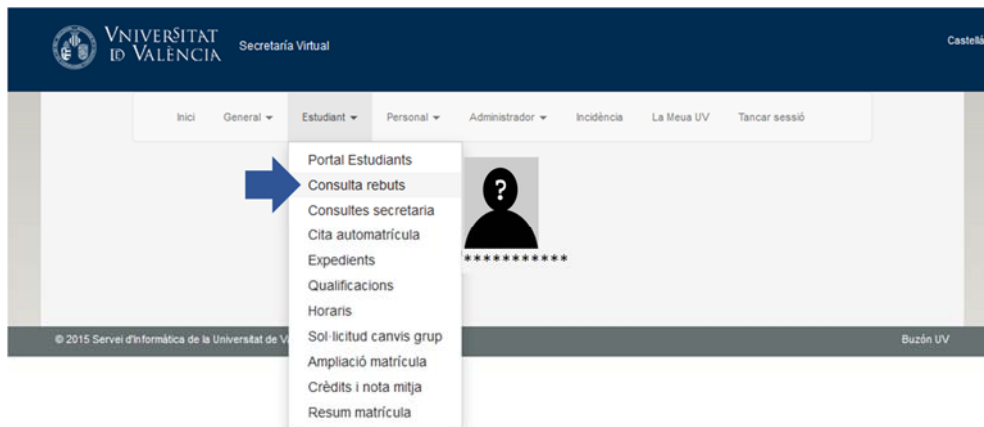 VNIVERSITAT
ID VALÈNCIA
Secretaría Virtual
Castellá
Inici General Estudiant Personal Administrador Incidència La Meua UV Tancar sessió
Portal Estudiants
Consulta rebuts
Consultes secretaria
Cita automatrícula
Expedients
Qualificacions
Horaris
Sol·licitud canvis grup
Ampliació matrícula
Crèdits i nota mitja
Resum matrícula
?
***********
© 2015 Servei d'Informàtica de la Universitat de V
Buzón UV